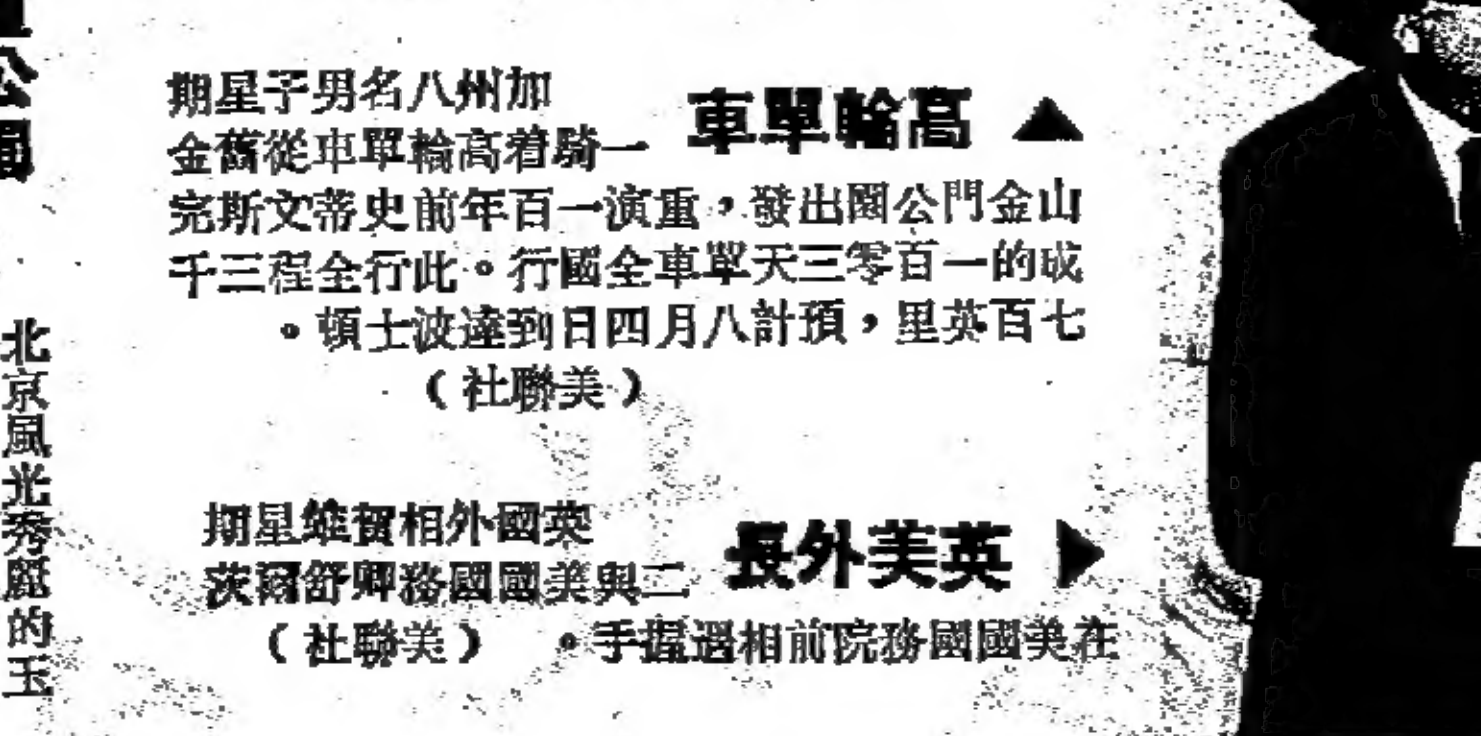 ▲ 高輪單車
加州八名男子星期
一騎着高輪單車從舊金
山金門公園出發，重演一百年前史蒂文斯完
成的一百零三天單車全國行。此行全程三千
七百英里，預計八月四日到達波士頓。
(美聯社)
▶ 英美外長
英國外相賀維星期
二與美國國務卿舒爾茨
在美國國務院前相遇握手。 (美聯社)
北京風光秀麗的玉